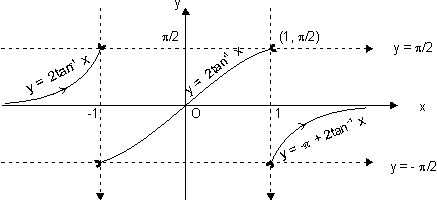 y
π/2
(1, π/2)
y = π/2
y = 2tan⁻¹ x
y = 2tan⁻¹ x
-1
O
1
x
y = -π + 2tan⁻¹ x
y = - π/2